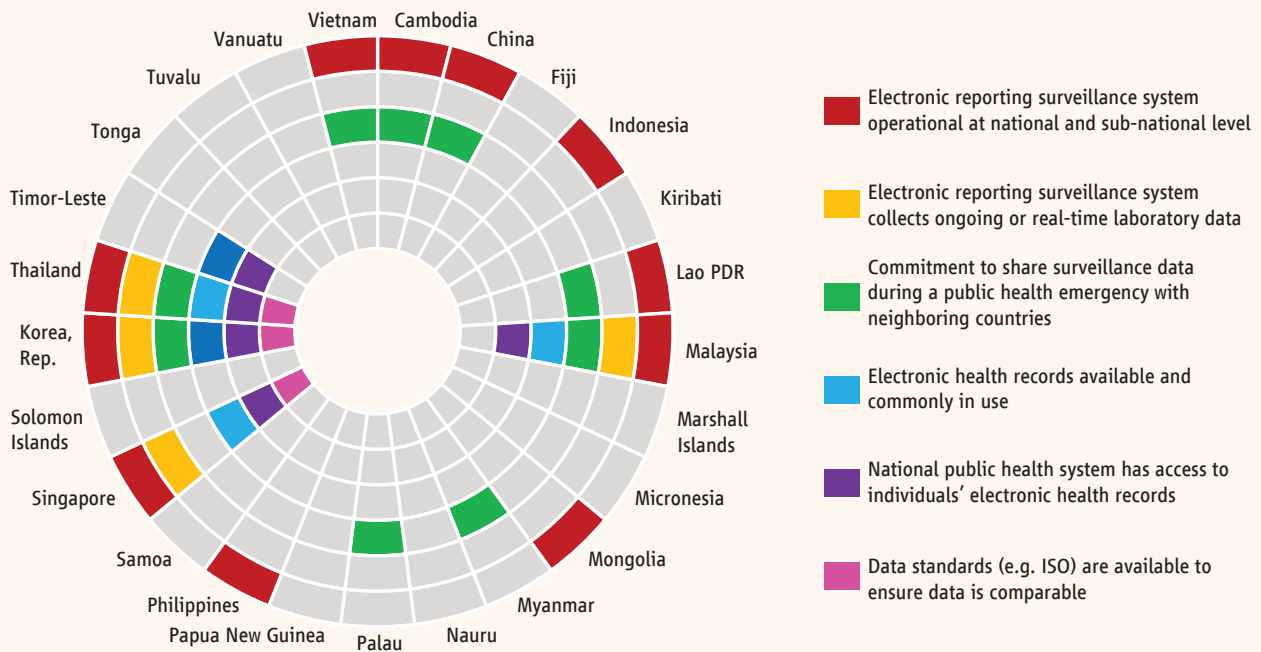 Vietnam
Cambodia
China
Fiji
Indonesia
Kiribati
Lao PDR
Malaysia
Marshall
Islands
Micronesia
Mongolia
Myanmar
Nauru
Palau
Papua New Guinea
Philippines
Samoa
Singapore
Solomon
Islands
Korea,
Rep.
Thailand
Timor-Leste
Tonga
Tuvalu
Vanuatu
Electronic reporting surveillance system
operational at national and sub-national level
Electronic reporting surveillance system
collects ongoing or real-time laboratory data
Commitment to share surveillance data
during a public health emergency with
neighboring countries
Electronic health records available and
commonly in use
National public health system has access to
individuals’ electronic health records
Data standards (e.g. ISO) are available to
ensure data is comparable